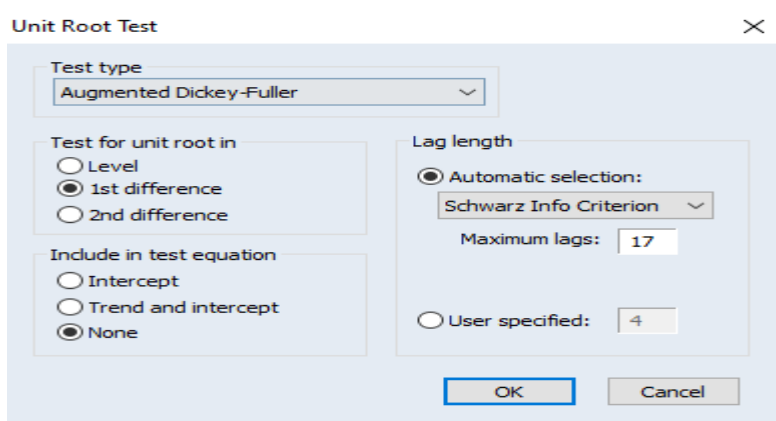 Unit Root Test
Test type
Augmented Dickey-Fuller
Test for unit root in
Level
1st difference
2nd difference
Include in test equation
Intercept
Trend and intercept
None
Lag length
Automatic selection:
Schwarz Info Criterion
Maximum lags: 17
User specified: 4
OK Cancel